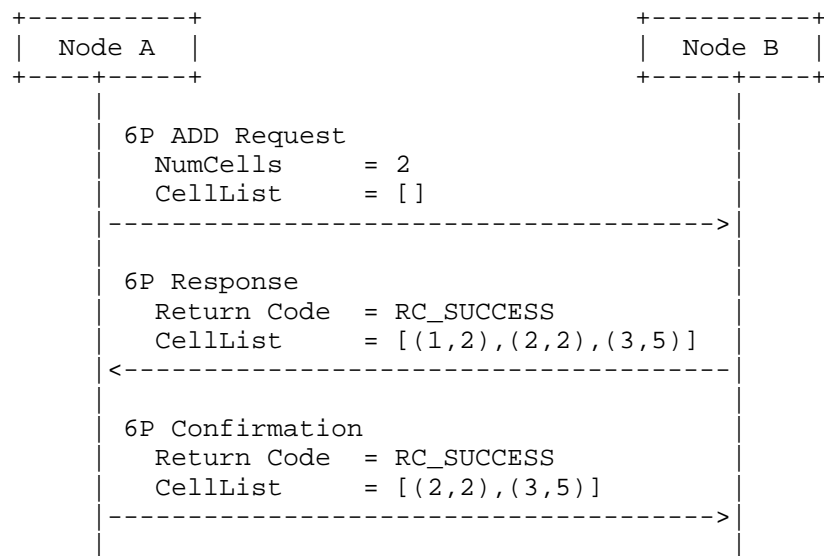 Node A Node B
6P ADD Request
NumCells = 2
CellList = []
6P Response
Return Code = RC_SUCCESS
CellList = [(1,2),(2,2),(3,5)]
6P Confirmation
Return Code = RC_SUCCESS
CellList = [(2,2),(3,5)]